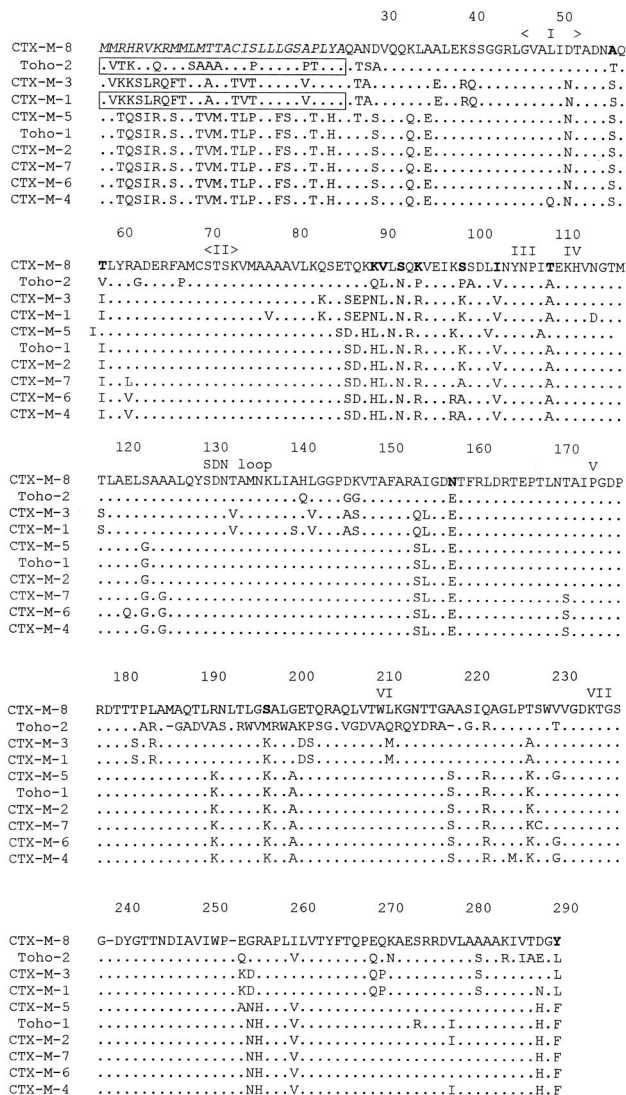 30 40 50
< I >
CTX-M-8 MMRHRVKRMMLMTTACISLLLGSAPLYAQANDVQQKLAALEKSSGGRLGVALIDTADNAQ
Toho-2 .VTK..Q...SAAA...P.....PT....TSA..........................T.
CTX-M-3 .VKKSLRQFT..A..TVT.....V.....TA.......E..RQ..........N....S.
CTX-M-1 .VKKSLRQFT..A..TVT.....V.....TA.......E..RQ..........N....S.
CTX-M-5 ..TQSIR.S..TVM.TLP..FS..T.H..T.S...Q.E...............N....S.
Toho-1 ..TQSIR.S..TVM.TLP..FS..T.H....S...Q.E...............N....S.
CTX-M-2 ..TQSIR.S..TVM.TLP..FS..T.H....S...Q.E...............N....S.
CTX-M-7 ..TQSIR.S..TVM.TLP..FS..T.H....S...Q.E...............N....S.
CTX-M-6 ..TQSIR.S..TVM.TLP..FS..T.H....S...Q.E...............N....S.
CTX-M-4 ..TQSIR.S..TVM.TLP..FS..T.H....S...Q.E.............Q.N....S.
60 70 80 90 100 110
<II> III IV
CTX-M-8 TLYRADERFAMCSTSKVMAAAAVLKQSETQKKVLSQKVEIKSSDLINYNPITEKHVNGTM
Toho-2 V...G....P.....................QL.N.P....PA..V.....A........
CTX-M-3 I........................K..SEPNL.N.R....K...V.....A........
CTX-M-1 I..................V.....K..SEPNL.N.R....K...V.....A....D...
CTX-M-5 I............................SD.HL.N.R...K...V.....A........
Toho-1 I...........................SD.HL.N.R....K...V.....A........
CTX-M-2 I...........................SD.HL.N.R....K...V.....A........
CTX-M-7 I..L........................SD.HL.N.R....S...V.....A........
CTX-M-6 I..V........................SD.HL.N.R...RA...V.....A........
CTX-M-4 I..V........................SD.HL.N.R...RA...V.....A........
120 130 140 150 160 170
SDN loop V
CTX-M-8 TLAELSAAALQYSDNTAMNKLIAHLGGPDKVTAFARAIGDNTFRLDRTEPTLNTAIPGDP
Toho-2 .......................Q....GG..........E...................
CTX-M-3 S..............V........V...AS.......QL.E...................
CTX-M-1 S..............V......S.V...AS.......QL.E...................
CTX-M-5 .....G...............................SL.E...................
Toho-1 .....G...............................SL.E...................
CTX-M-2 .....G...............................SL.E...................
CTX-M-7 .....G.G.............................SL.E............S......
CTX-M-6 ...Q.G.G.............................SL.E............S......
CTX-M-4 .....G.G.............................SL.E............S......
180 190 200 210 220 230
VI VII
CTX-M-8 RDTTTPLAMAQTLRNLTLGSALGETQRAQLVTWLKGNTTGAASIQAGLPTSWVVGDKTGS
Toho-2 .....AR.-GADVAS.RWVMRWAKPSG.VGDVAQRQYDRA-.G.R.......T.......
CTX-M-3 ....S.R............K...DS........M...............A..........
CTX-M-1 ....S.R............K...DS........M...............A..........
CTX-M-5 .............K.....K..A.................S...R....K..G.......
Toho-1 .............K.....K..A.................S...R....K..........
CTX-M-2 .............K.....K..A.................S...R....K..........
CTX-M-7 .............K.....K..A.................S...R....KC.........
CTX-M-6 .............K.....K..A.................S...R....K..G.......
CTX-M-4 .............K.....K..A.................S...R..M.K..G.......
240 250 260 270 280 290
CTX-M-8 G-DYGTTNDIAVIWP-EGRAPLILVTYFTQPEQKAESRRDVLAAAAKIVTDGY
Toho-2 ................Q.....V........Q.N.........S..R.IAE.L
CTX-M-3 ................KD.............QP..........S........L
CTX-M-1 ................KD.............QP..........S......N.L
CTX-M-5 ................ANH...V............................H.F
Toho-1 .................NH...V.............R...I..........H.F
CTX-M-2 .................NH...V.................I..........H.F
CTX-M-7 .................NH...V............................H.F
CTX-M-6 .................NH...V............................H.F
CTX-M-4 .................NH...V.................I..........H.F